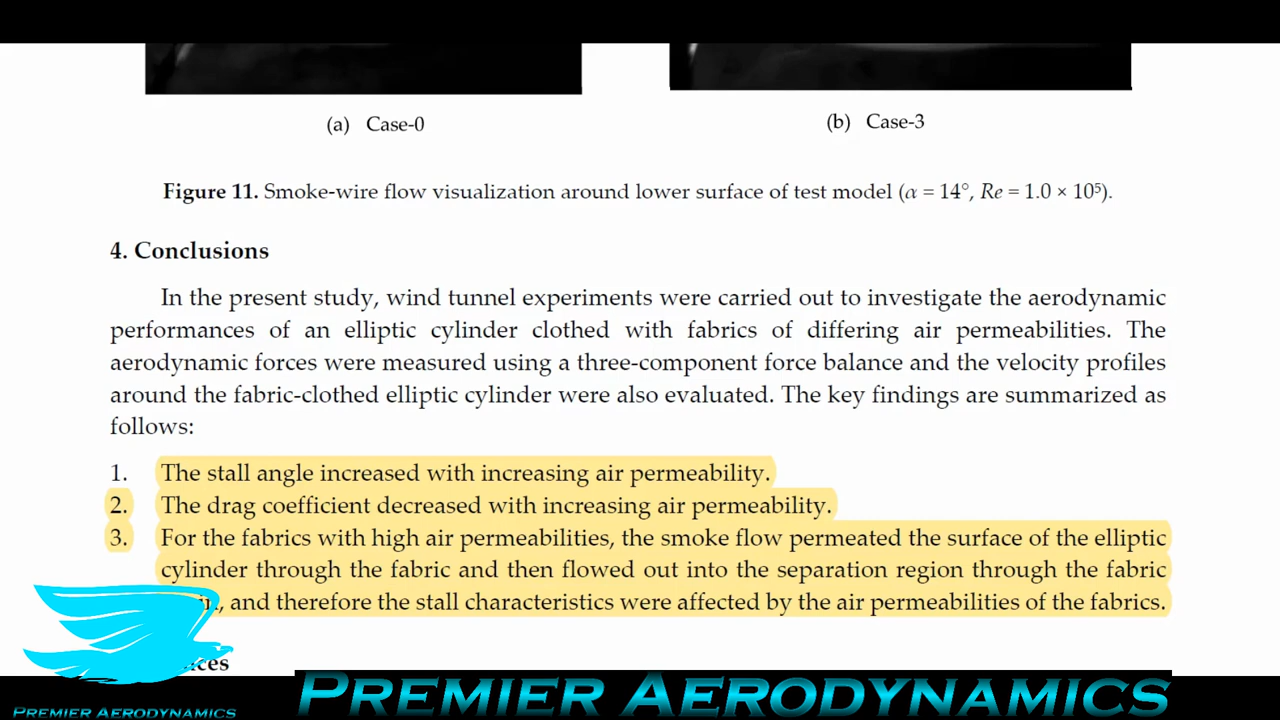 (a) Case-0
(b) Case-3
Figure 11. Smoke-wire flow visualization around lower surface of test model (α = 14°, Re = 1.0 × 10⁵).
4. Conclusions
In the present study, wind tunnel experiments were carried out to investigate the aerodynamic
performances of an elliptic cylinder clothed with fabrics of differing air permeabilities. The
aerodynamic forces were measured using a three-component force balance and the velocity profiles
around the fabric-clothed elliptic cylinder were also evaluated. The key findings are summarized as
follows:
1. The stall angle increased with increasing air permeability.
2. The drag coefficient decreased with increasing air permeability.
3. For the fabrics with high air permeabilities, the smoke flow permeated the surface of the elliptic
cylinder through the fabric and then flowed out into the separation region through the fabric
, and therefore the stall characteristics were affected by the air permeabilities of the fabrics.
PREMIER AERODYNAMICS
PREMIER AERODYNAMICS